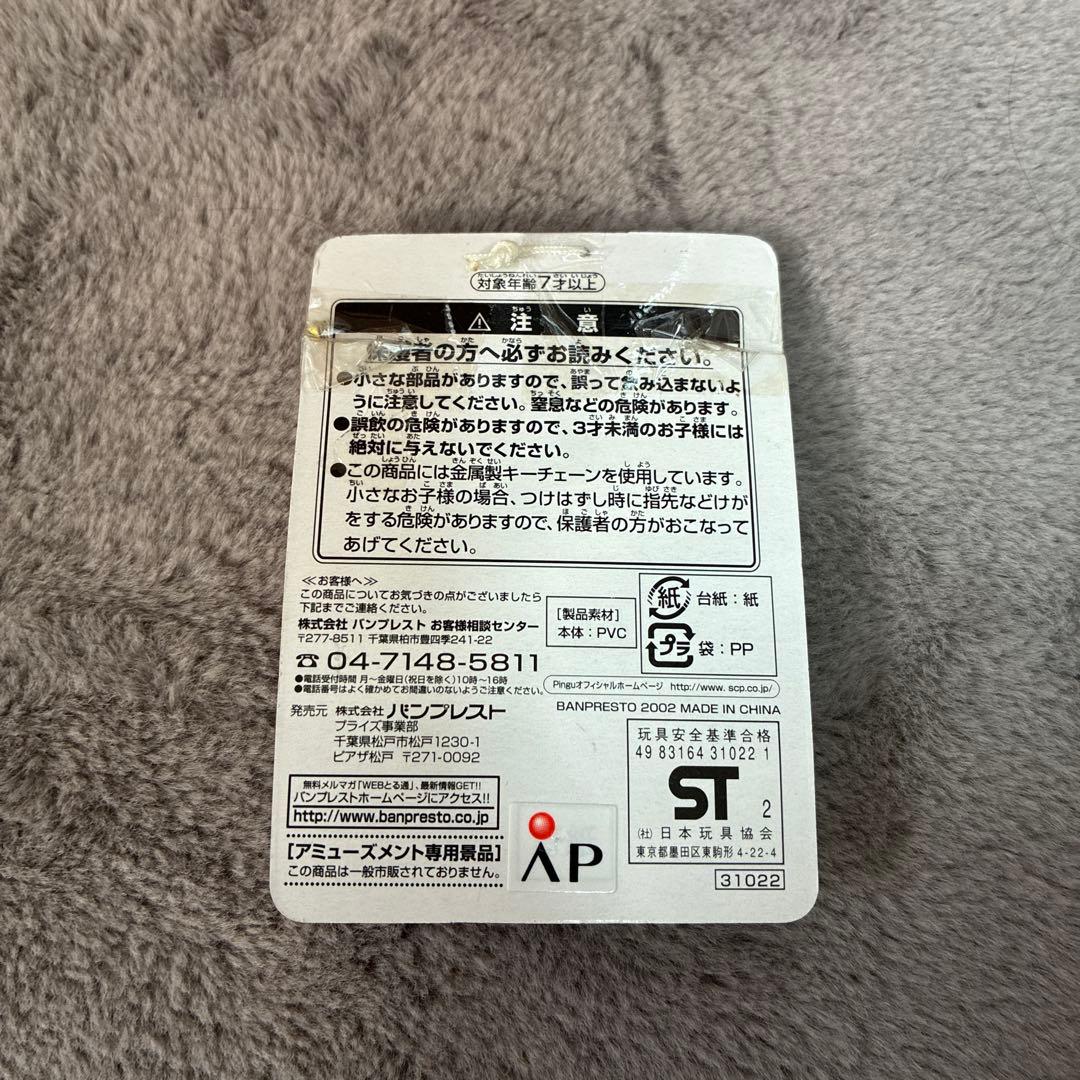 対象年齢7才以上
注意
保護者の方へ必ずお読みください。
●小さな部品がありますので、誤って飲み込まないよ
うに注意してください。窒息などの危険があります。
●誤飲の危険がありますので、3才未満のお子様には
絶対に与えないでください。
●この商品には金属製キーチェーンを使用しています。
小さなお子様の場合、つけはずし時に指先などけが
をする危険がありますので、保護者の方がおこなって
あげてください。
≪お客様へ≫
この商品についてお気づきの点がございましたら
下記までご連絡ください。
株式会社 バンプレスト お客様相談センター
〒277-8511 千葉県柏市豊四季241-22
☎ 04-7148-5811
●電話受付時間 月〜金曜日(祝日を除く)10時〜16時
●電話番号はよく確かめてお間違いのないようご注意ください。
[製品素材]
本体：PVC
紙 台紙：紙
プラ 袋：PP
Pinguオフィシャルホームページ http://www.scp.co.jp/
BANPRESTO 2002 MADE IN CHINA
発売元 株式会社 バンプレスト
プライズ事業部
千葉県松戸市松戸1230-1
ピアザ松戸 〒271-0092
無料メルマガ「WEBとる通」、最新情報GET!!
バンプレストホームページにアクセス!!
http://www.banpresto.co.jp
[アミューズメント専用景品]
この商品は一般市販されておりません。
AP
玩具安全基準合格
49 83164 31022 1
ST 2
(社)日本玩具協会
東京都墨田区東駒形 4-22-4
31022